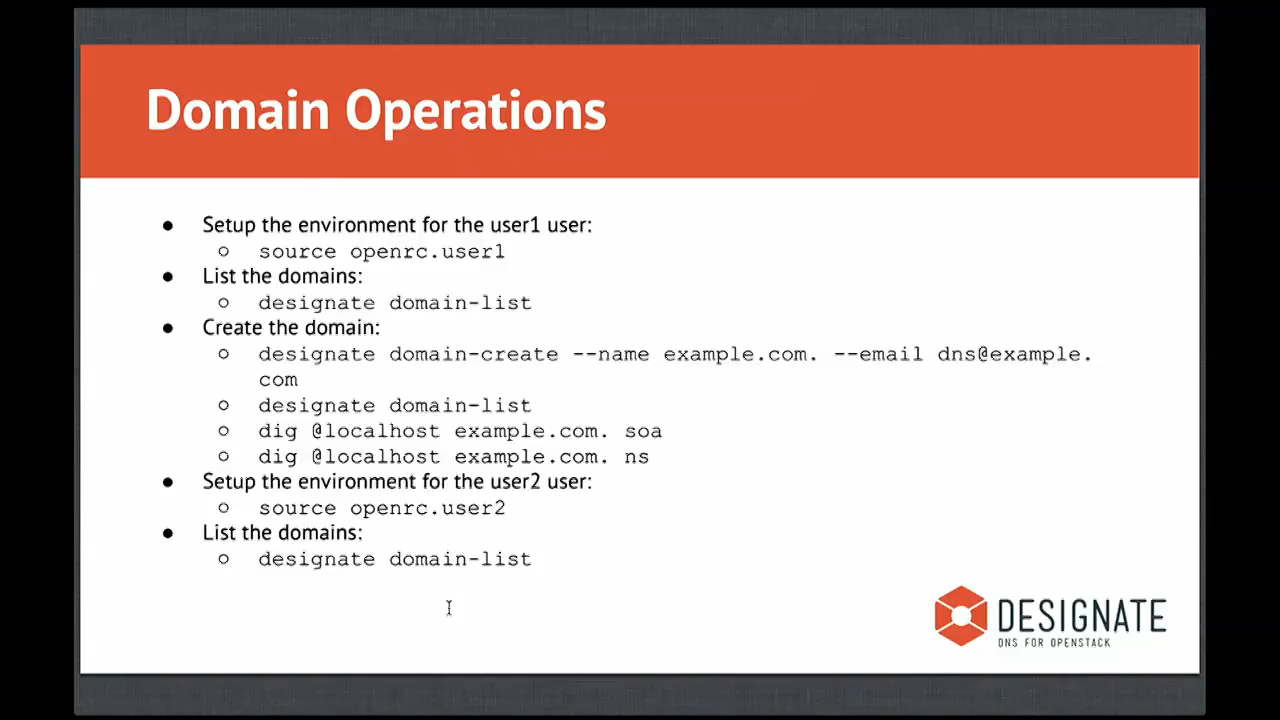 Domain Operations
● Setup the environment for the user1 user:
○ source openrc.user1
● List the domains:
○ designate domain-list
● Create the domain:
○ designate domain-create --name example.com. --email dns@example.
com
○ designate domain-list
○ dig @localhost example.com. soa
○ dig @localhost example.com. ns
● Setup the environment for the user2 user:
○ source openrc.user2
● List the domains:
○ designate domain-list
DESIGNATE
DNS FOR OPENSTACK